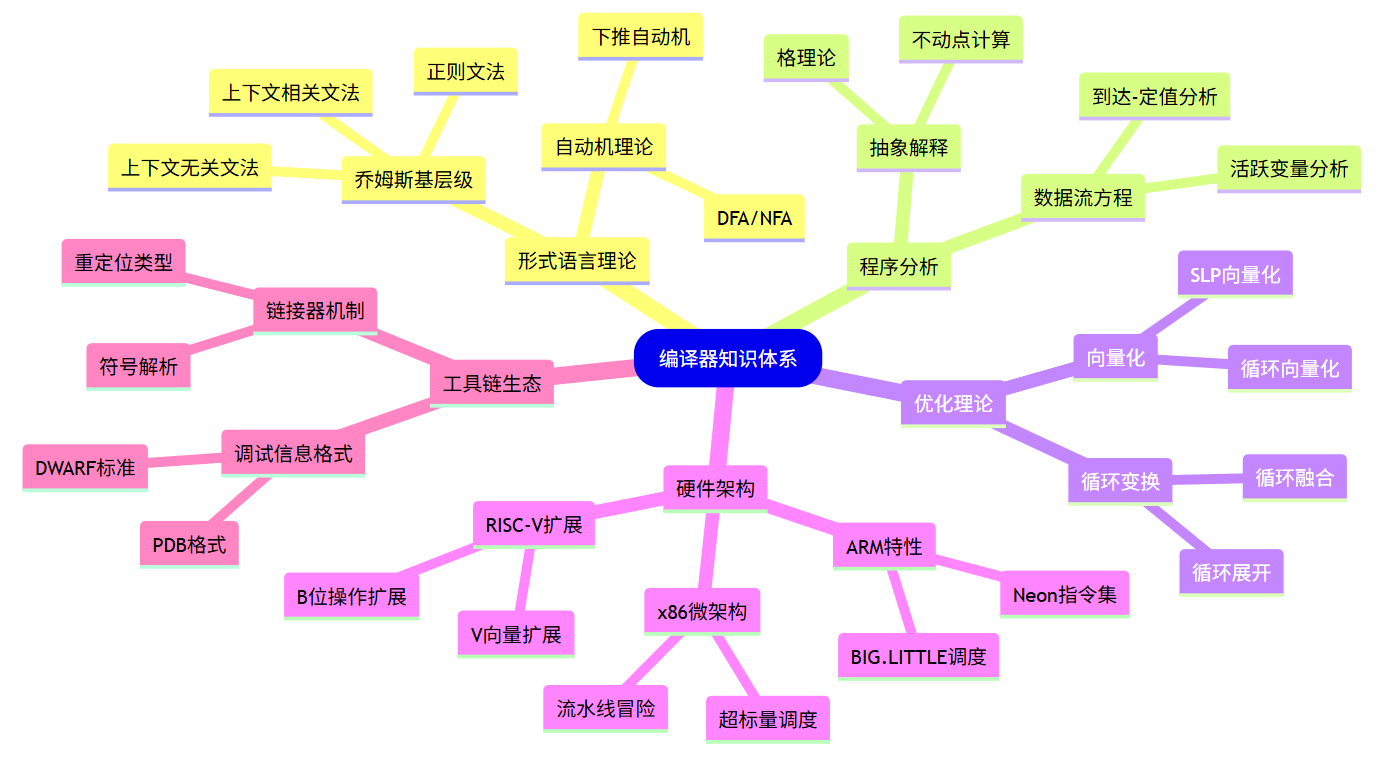 编译器知识体系
形式语言理论
乔姆斯基层级
正则文法
上下文相关文法
上下文无关文法
自动机理论
下推自动机
DFA/NFA
程序分析
抽象解释
格理论
不动点计算
数据流方程
到达-定值分析
活跃变量分析
优化理论
向量化
SLP向量化
循环向量化
循环变换
循环融合
循环展开
硬件架构
RISC-V扩展
B位操作扩展
V向量扩展
x86微架构
流水线冒险
超标量调度
ARM特性
Neon指令集
BIG.LITTLE调度
工具链生态
链接器机制
重定位类型
符号解析
调试信息格式
DWARF标准
PDB格式